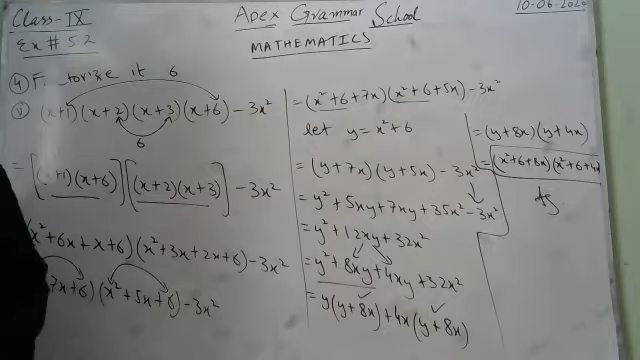 Class-IX
Apex Grammar School
10-06-2020
Ex # 5.2
MATHEMATICS
④ F torize it 6
ⓥ (x+1)(x+2)(x+3)(x+6) - 3x²
6
= [(x+1)(x+6)][(x+2)(x+3)] - 3x²
(x²+6x+x+6)(x²+3x+2x+6) - 3x²
7x+6)(x²+5x+6) - 3x²
= (x²+6+7x)(x²+6+5x) - 3x²
let y = x²+6
= (y+7x)(y+5x) - 3x²
= y²+5xy+7xy+35x²-3x²
= y²+12xy+32x²
= y²+8xy+4xy+32x²
= y(y+8x)+4x(y+8x)
= (y+8x)(y+4x)
= (x²+6+8x)(x²+6+4x)